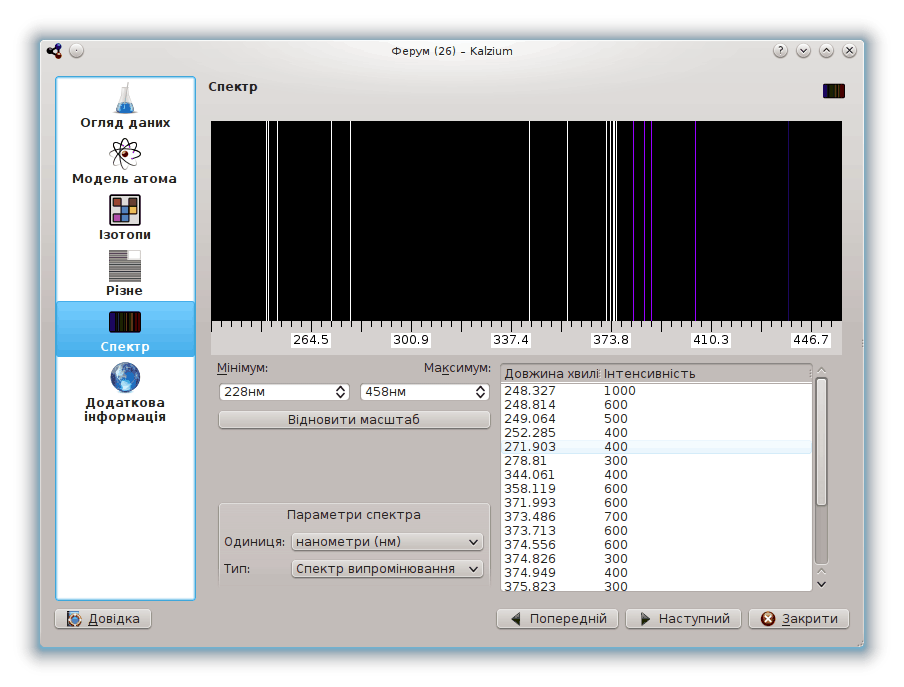 Ферум (26) – Kalzium
Огляд даних
Модель атома
Ізотопи
Різне
Спектр
Додаткова
інформація
Спектр
264.5 300.9 337.4 373.8 410.3 446.7
Мінімум: Максимум:
228нм 458нм
Відновити масштаб
Параметри спектра
Одиниця: нанометри (нм)
Тип: Спектр випромінювання
Довжина хвилі Інтенсивність
248.327 1000
248.814 600
249.064 500
252.285 400
271.903 400
278.81 300
344.061 400
358.119 600
371.993 600
373.486 700
373.713 600
374.556 600
374.826 300
374.949 400
375.823 300
Довідка
Попередній Наступний Закрити